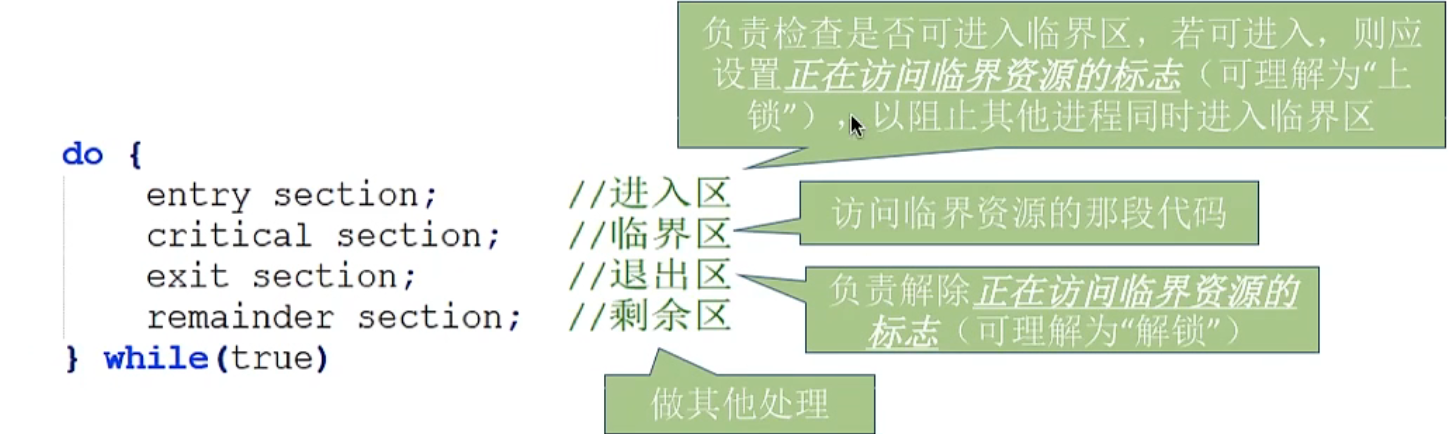 负责检查是否可进入临界区，若可进入，则应
设置正在访问临界资源的标志（可理解为“上
锁”），以阻止其他进程同时进入临界区
do {
entry section; //进入区
访问临界资源的那段代码
critical section; //临界区
exit section; //退出区
负责解除正在访问临界资源的
标志（可理解为“解锁”）
remainder section; //剩余区
} while(true)
做其他处理